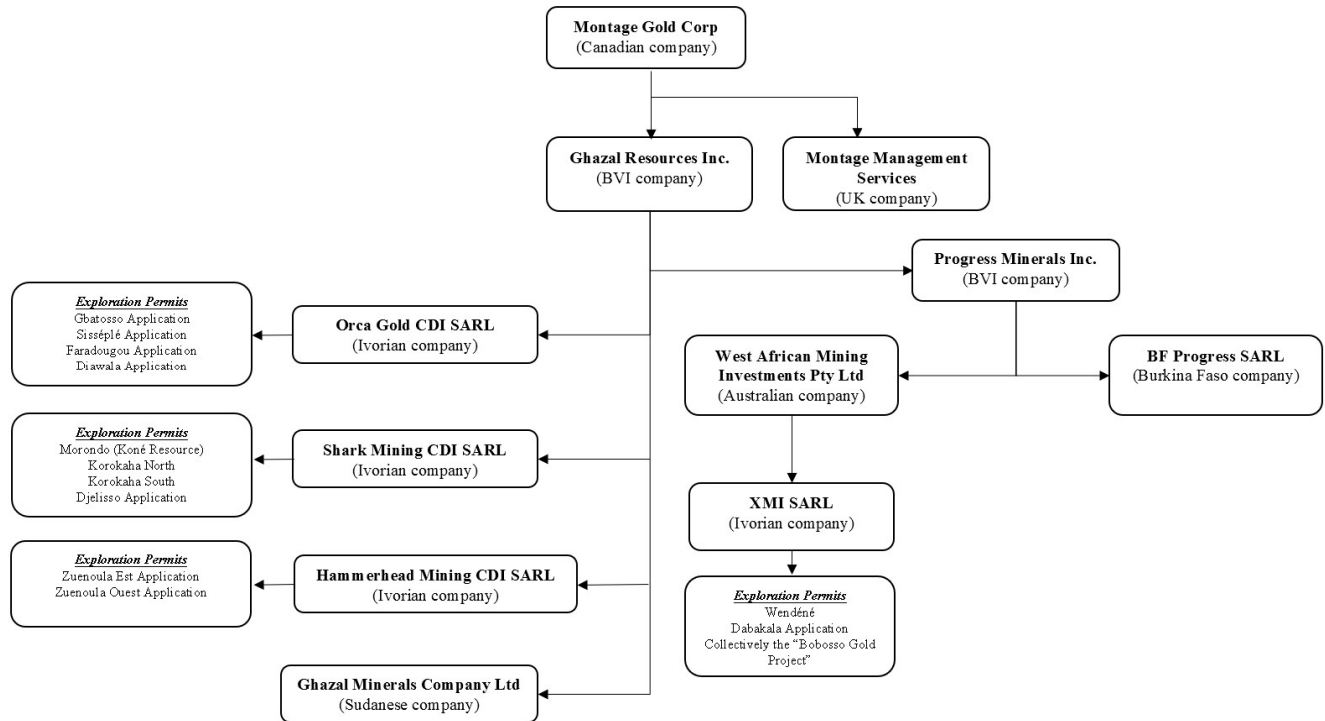 Montage Gold Corp
(Canadian company)
Ghazal Resources Inc.
(BVI company)
Montage Management
Services
(UK company)
Progress Minerals Inc.
(BVI company)
Exploration Permits
Gbatosso Application
Sisséplé Application
Faradougou Application
Diawala Application
Orca Gold CDI SARL
(Ivorian company)
West African Mining
Investments Pty Ltd
(Australian company)
BF Progress SARL
(Burkina Faso company)
Exploration Permits
Morondo (Koné Resource)
Korokaha North
Korokaha South
Djelisso Application
Shark Mining CDI SARL
(Ivorian company)
XMI SARL
(Ivorian company)
Exploration Permits
Zuenoula Est Application
Zuenoula Ouest Application
Hammerhead Mining CDI SARL
(Ivorian company)
Exploration Permits
Wendéné
Dabakala Application
Collectively the “Bobosso Gold
Project”
Ghazal Minerals Company Ltd
(Sudanese company)